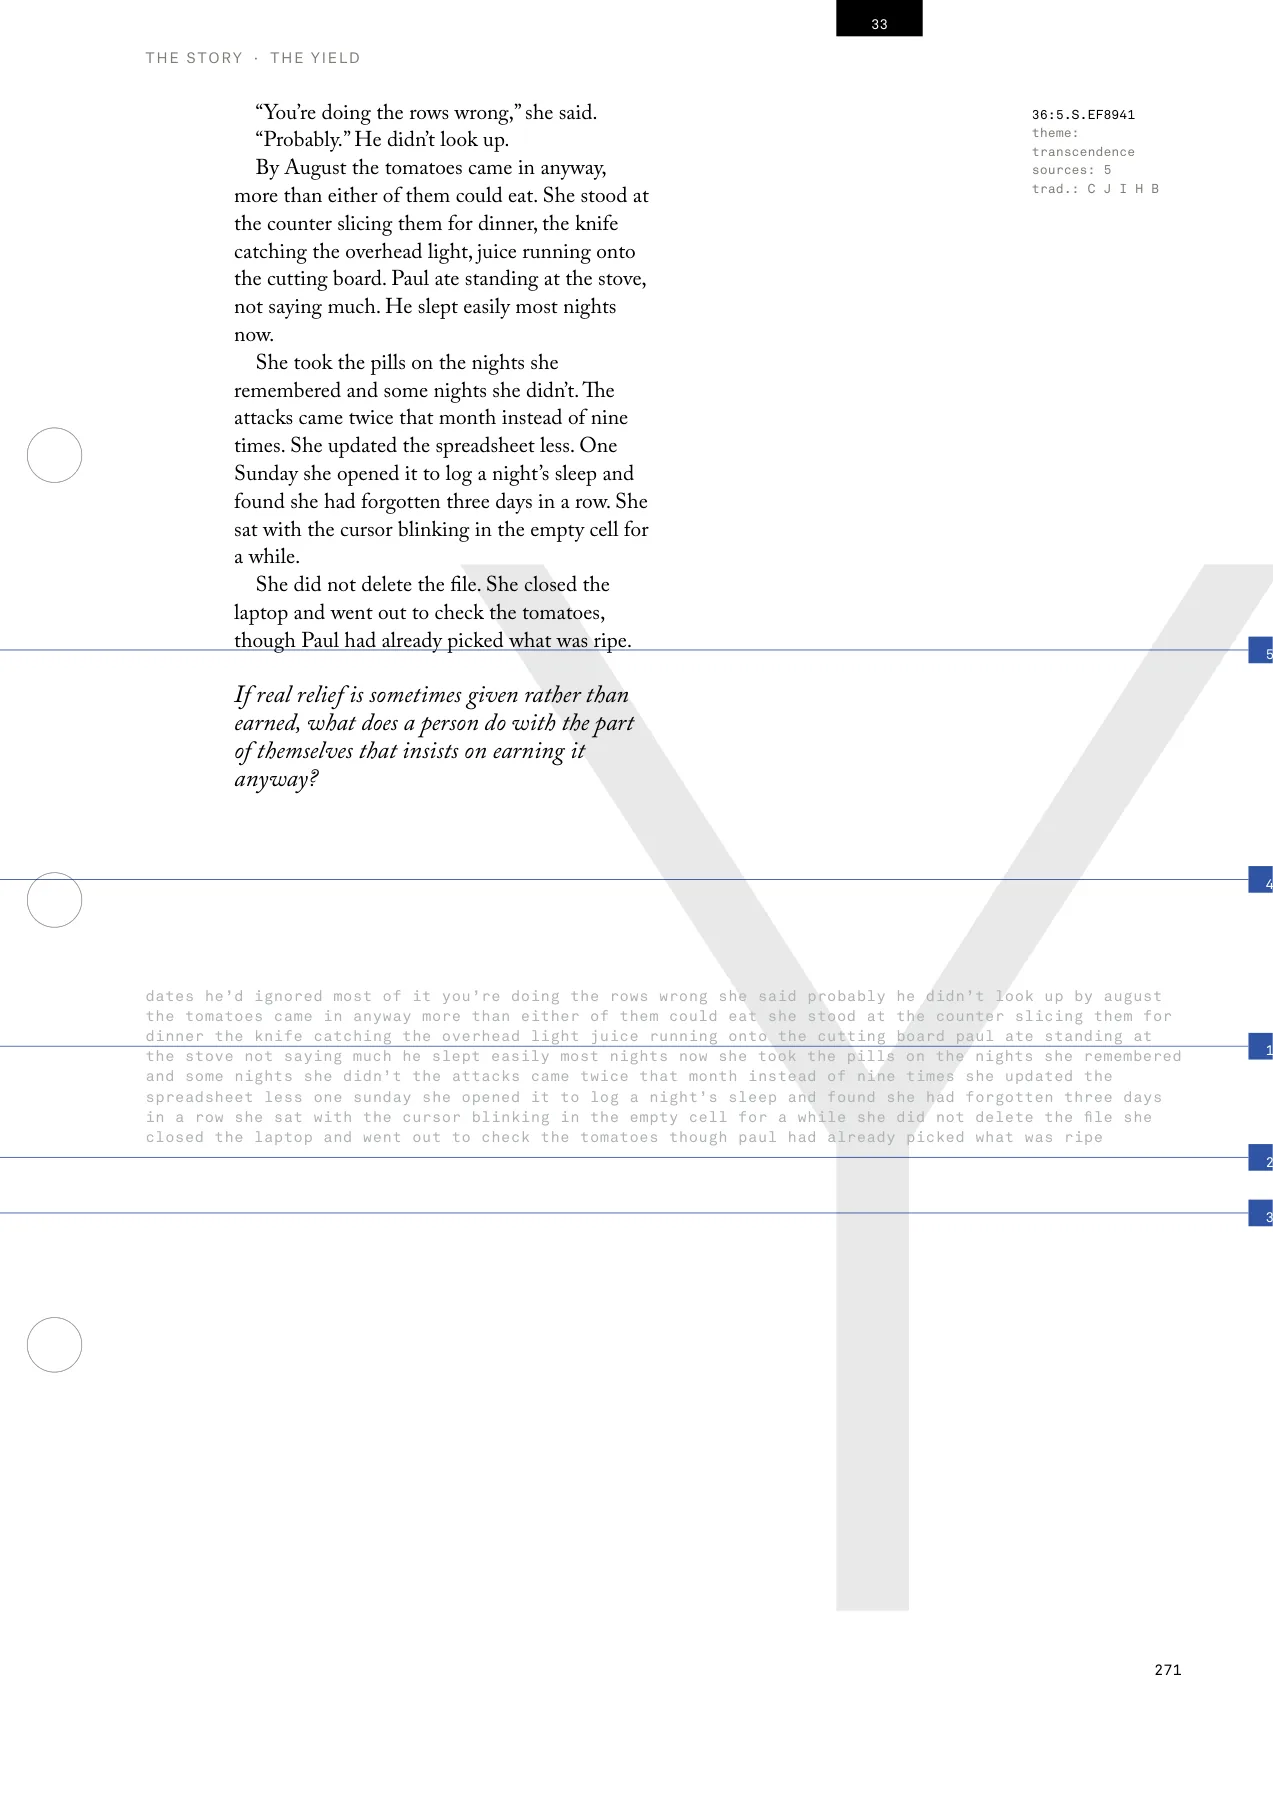 33
THE STORY · THE YIELD
“You’re doing the rows wrong,” she said.
“Probably.” He didn’t look up.
By August the tomatoes came in anyway,
more than either of them could eat. She stood at
the counter slicing them for dinner, the knife
catching the overhead light, juice running onto
the cutting board. Paul ate standing at the stove,
not saying much. He slept easily most nights
now.
She took the pills on the nights she
remembered and some nights she didn’t. The
attacks came twice that month instead of nine
times. She updated the spreadsheet less. One
Sunday she opened it to log a night’s sleep and
found she had forgotten three days in a row. She
sat with the cursor blinking in the empty cell for
a while.
She did not delete the file. She closed the
laptop and went out to check the tomatoes,
though Paul had already picked what was ripe.
If real relief is sometimes given rather than
earned, what does a person do with the part
of themselves that insists on earning it
anyway?
36:5.S.EF8941
theme:
transcendence
sources: 5
trad.: C J I H B
Y
5
4
dates he’d ignored most of it you’re doing the rows wrong she said probably he didn’t look up by august
the tomatoes came in anyway more than either of them could eat she stood at the counter slicing them for
dinner the knife catching the overhead light juice running onto the cutting board paul ate standing at
the stove not saying much he slept easily most nights now she took the pills on the nights she remembered
and some nights she didn’t the attacks came twice that month instead of nine times she updated the
spreadsheet less one sunday she opened it to log a night’s sleep and found she had forgotten three days
in a row she sat with the cursor blinking in the empty cell for a while she did not delete the file she
closed the laptop and went out to check the tomatoes though paul had already picked what was ripe
1
2
3
271